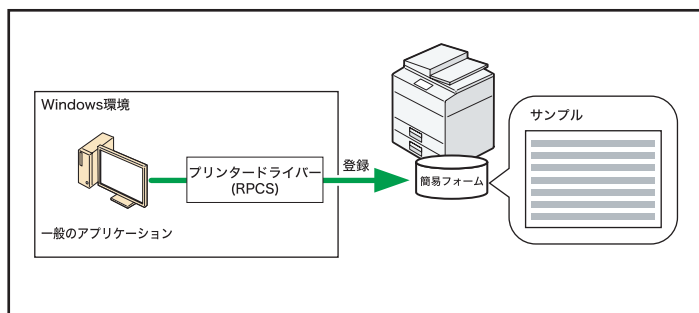 Windows環境
プリンタードライバー
(RPCS)
一般のアプリケーション
登録
簡易フォーム
サンプル